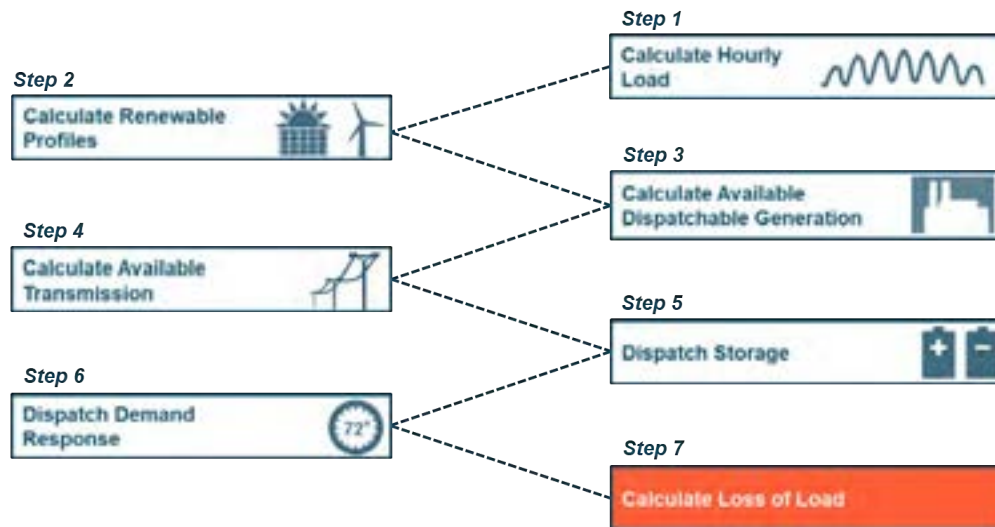 Step 1
Calculate Hourly
Load
Step 2
Calculate Renewable
Profiles
Step 3
Calculate Available
Dispatchable Generation
Step 4
Calculate Available
Transmission
Step 5
Dispatch Storage
+ −
Step 6
Dispatch Demand
Response
72°
Step 7
Calculate Loss of Load